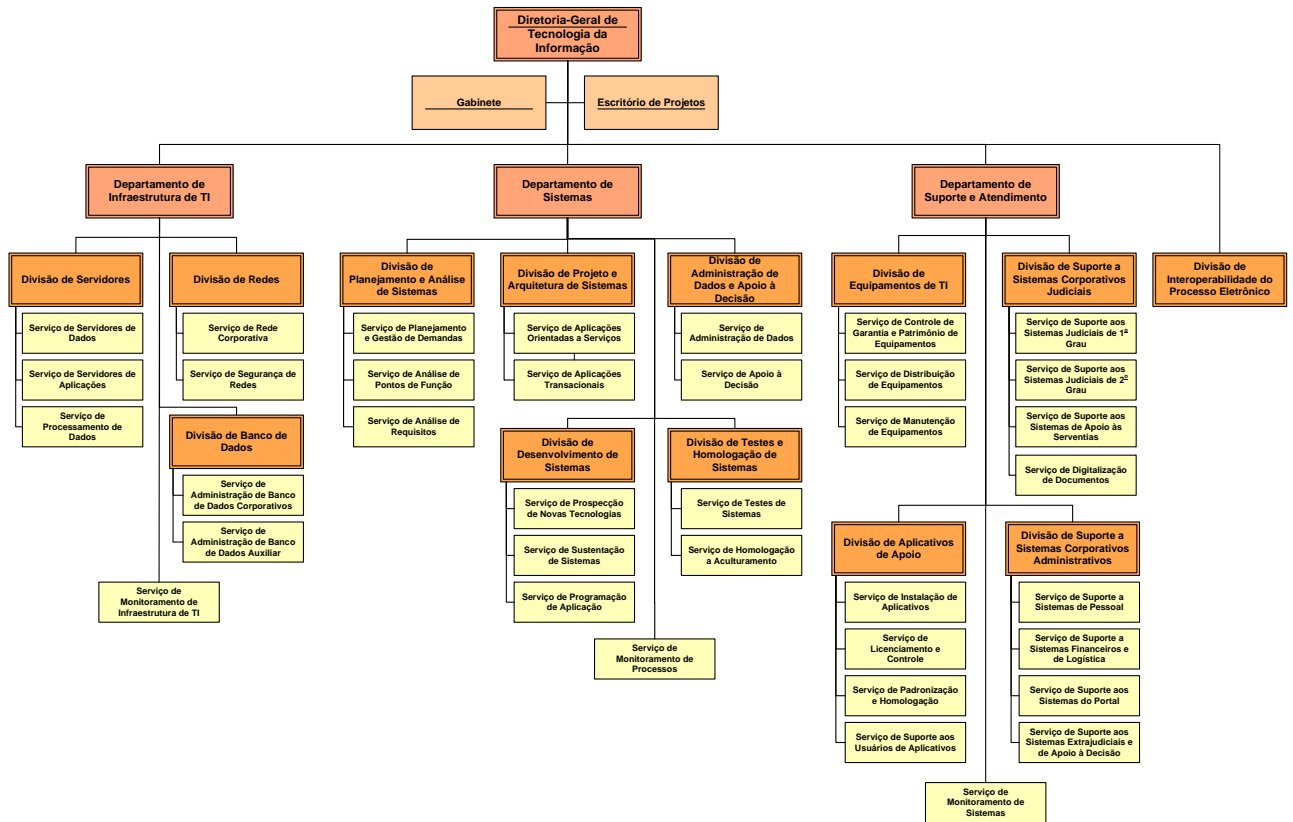 Diretoria-Geral de
Tecnologia da
Informação
Gabinete
Escritório de Projetos
Departamento de
Infraestrutura de TI
Departamento de
Sistemas
Departamento de
Suporte e Atendimento
Divisão de Servidores
Divisão de Redes
Divisão de
Planejamento e Análise
de Sistemas
Divisão de Projeto e
Arquitetura de Sistemas
Divisão de
Administração de
Dados e Apoio à
Decisão
Divisão de
Equipamentos de TI
Divisão de Suporte a
Sistemas Corporativos
Judiciais
Divisão de
Interoperabilidade do
Processo Eletrônico
Serviço de Servidores de
Dados
Serviço de Servidores de
Aplicações
Serviço de
Processamento de
Dados
Serviço de Rede
Corporativa
Serviço de Segurança de
Redes
Divisão de Banco de
Dados
Serviço de
Administração de Banco
de Dados Corporativos
Serviço de
Administração de Banco
de Dados Auxiliar
Serviço de
Monitoramento de
Infraestrutura de TI
Serviço de Planejamento
e Gestão de Demandas
Serviço de Análise de
Pontos de Função
Serviço de Análise de
Requisitos
Serviço de Aplicações
Orientadas a Serviços
Serviço de Aplicações
Transacionais
Serviço de
Administração de Dados
Serviço de Apoio à
Decisão
Divisão de
Desenvolvimento de
Sistemas
Serviço de Prospecção
de Novas Tecnologias
Serviço de Sustentação
de Sistemas
Serviço de Programação
de Aplicação
Divisão de Testes e
Homologação de
Sistemas
Serviço de Testes de
Sistemas
Serviço de Homologação
a Aculturamento
Serviço de
Monitoramento de
Processos
Serviço de Controle de
Garantia e Patrimônio de
Equipamentos
Serviço de Distribuição
de Equipamentos
Serviço de Manutenção
de Equipamentos
Serviço de Suporte aos
Sistemas Judiciais de 1ª
Grau
Serviço de Suporte aos
Sistemas Judiciais de 2º
Grau
Serviço de Suporte aos
Sistemas de Apoio às
Serventias
Serviço de Digitalização
de Documentos
Divisão de Aplicativos
de Apoio
Serviço de Instalação de
Aplicativos
Serviço de
Licenciamento e
Controle
Serviço de Padronização
e Homologação
Serviço de Suporte aos
Usuários de Aplicativos
Divisão de Suporte a
Sistemas Corporativos
Administrativos
Serviço de Suporte a
Sistemas de Pessoal
Serviço de Suporte a
Sistemas Financeiros e
de Logística
Serviço de Suporte aos
Sistemas do Portal
Serviço de Suporte aos
Sistemas Extrajudiciais e
de Apoio à Decisão
Serviço de
Monitoramento de
Sistemas